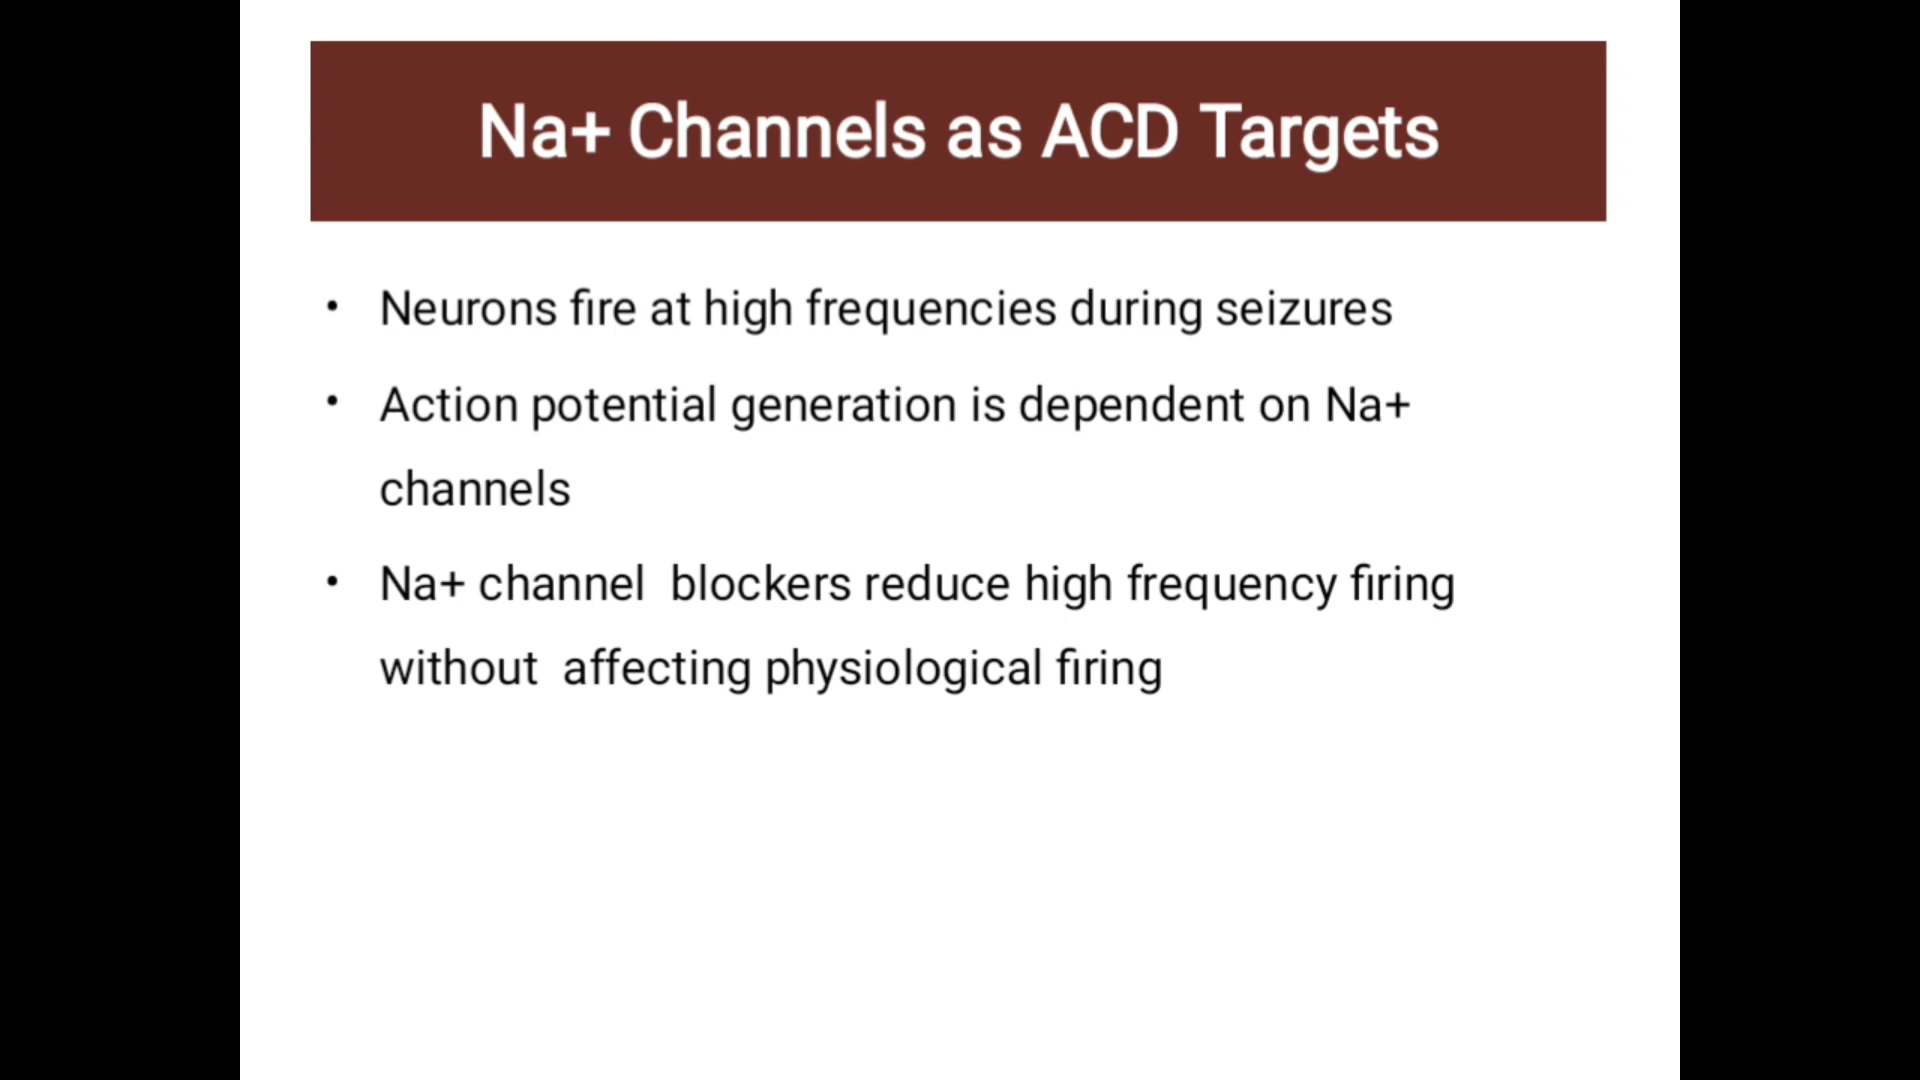 Na+ Channels as ACD Targets
• Neurons fire at high frequencies during seizures
• Action potential generation is dependent on Na+
channels
• Na+ channel  blockers reduce high frequency firing
without  affecting physiological firing